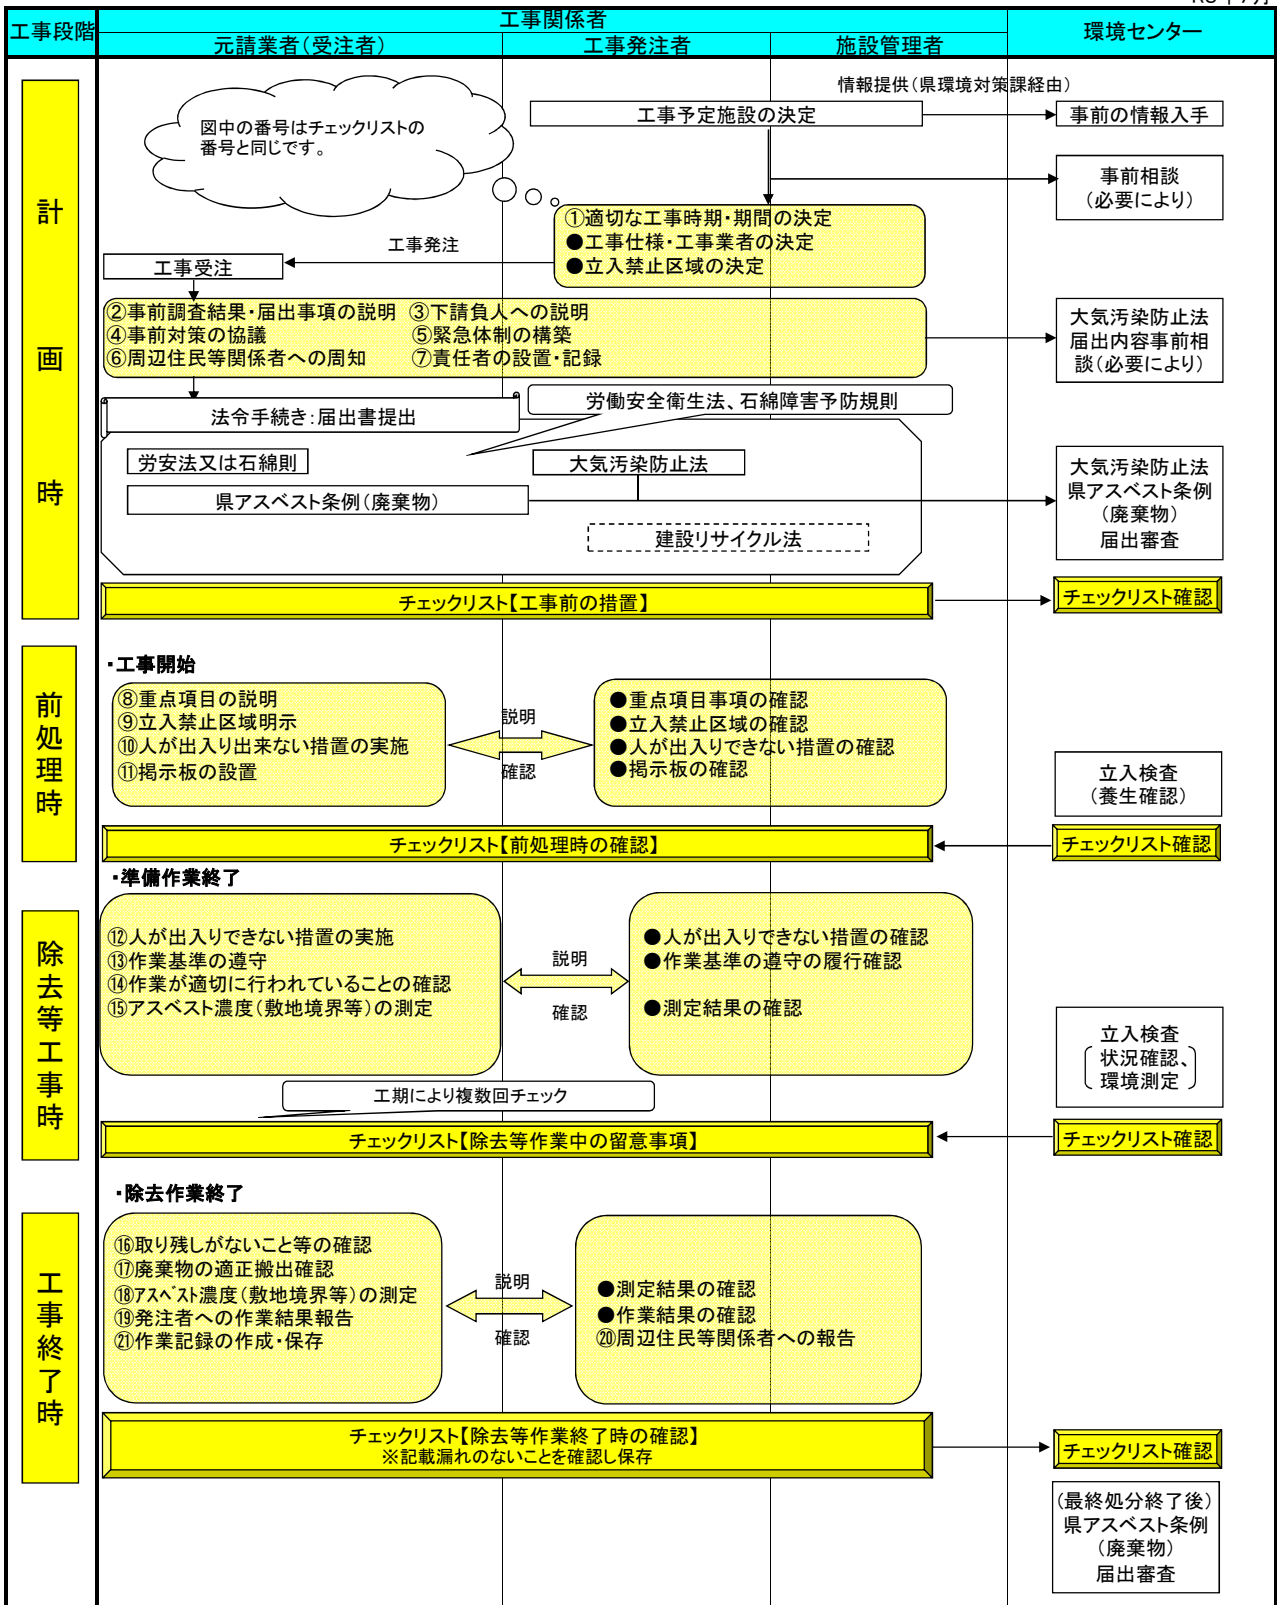 工事段階
工事関係者
元請業者(受注者)
工事発注者
施設管理者
環境センター
計画時
図中の番号はチェックリストの
番号と同じです。
情報提供(県環境対策課経由)
工事予定施設の決定
事前の情報入手
事前相談
(必要により)
①適切な工事時期・期間の決定
●工事仕様・工事業者の決定
●立入禁止区域の決定
工事発注
工事受注
②事前調査結果・届出事項の説明 ③下請負人への説明
④事前対策の協議 ⑤緊急体制の構築
⑥周辺住民等関係者への周知 ⑦責任者の設置・記録
大気汚染防止法
届出内容事前相
談(必要により)
法令手続き:届出書提出
労働安全衛生法、石綿障害予防規則
労安法又は石綿則
大気汚染防止法
県アスベスト条例(廃棄物)
建設リサイクル法
大気汚染防止法
県アスベスト条例
(廃棄物)
届出審査
チェックリスト【工事前の措置】
チェックリスト確認
前処理時
・工事開始
⑧重点項目の説明
⑨立入禁止区域明示
⑩人が出入り出来ない措置の実施
⑪掲示板の設置
説明
確認
●重点項目事項の確認
●立入禁止区域の確認
●人が出入りできない措置の確認
●掲示板の確認
立入検査
(養生確認)
チェックリスト【前処理時の確認】
チェックリスト確認
・準備作業終了
除去等工事時
⑫人が出入りできない措置の実施
⑬作業基準の遵守
⑭作業が適切に行われていることの確認
⑮アスベスト濃度(敷地境界等)の測定
説明
確認
●人が出入りできない措置の確認
●作業基準の遵守の履行確認
●測定結果の確認
立入検査
状況確認、
環境測定
工期により複数回チェック
チェックリスト【除去等作業中の留意事項】
チェックリスト確認
・除去作業終了
工事終了時
⑯取り残しがないこと等の確認
⑰廃棄物の適正搬出確認
⑱アスベスト濃度(敷地境界等)の測定
⑲発注者への作業結果報告
㉑作業記録の作成・保存
説明
確認
●測定結果の確認
●作業結果の確認
⑳周辺住民等関係者への報告
チェックリスト【除去等作業終了時の確認】
※記載漏れのないことを確認し保存
チェックリスト確認
(最終処分終了後)
県アスベスト条例
(廃棄物)
届出審査